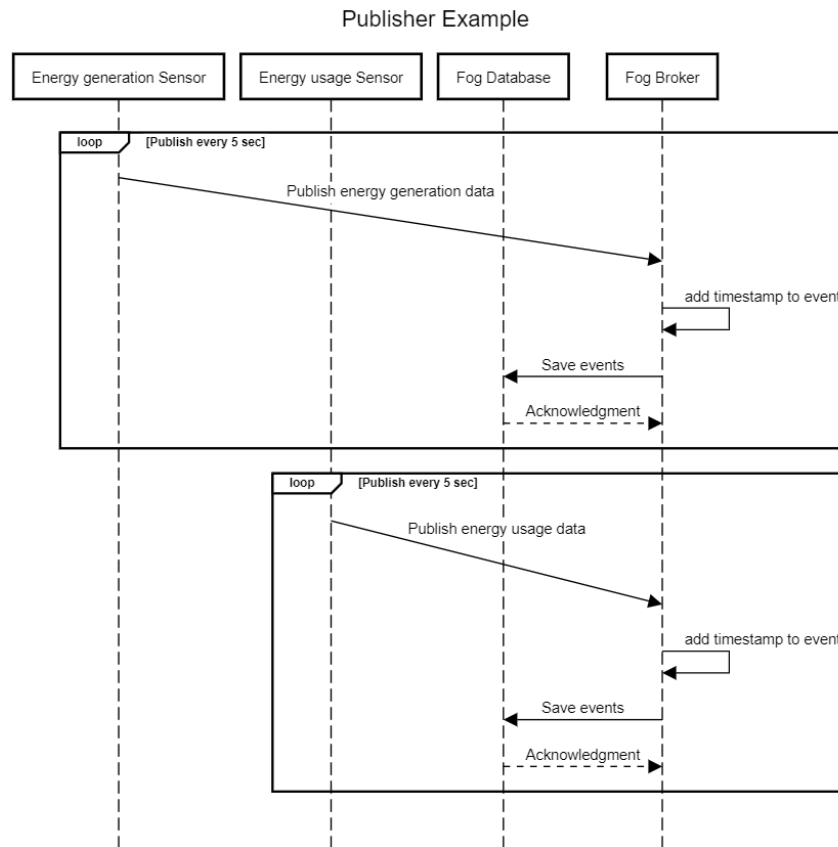 Publisher Example
Energy generation Sensor
Energy usage Sensor
Fog Database
Fog Broker
loop
[Publish every 5 sec]
Publish energy generation data
add timestamp to event
Save events
Acknowledgment
loop
[Publish every 5 sec]
Publish energy usage data
add timestamp to event
Save events
Acknowledgment